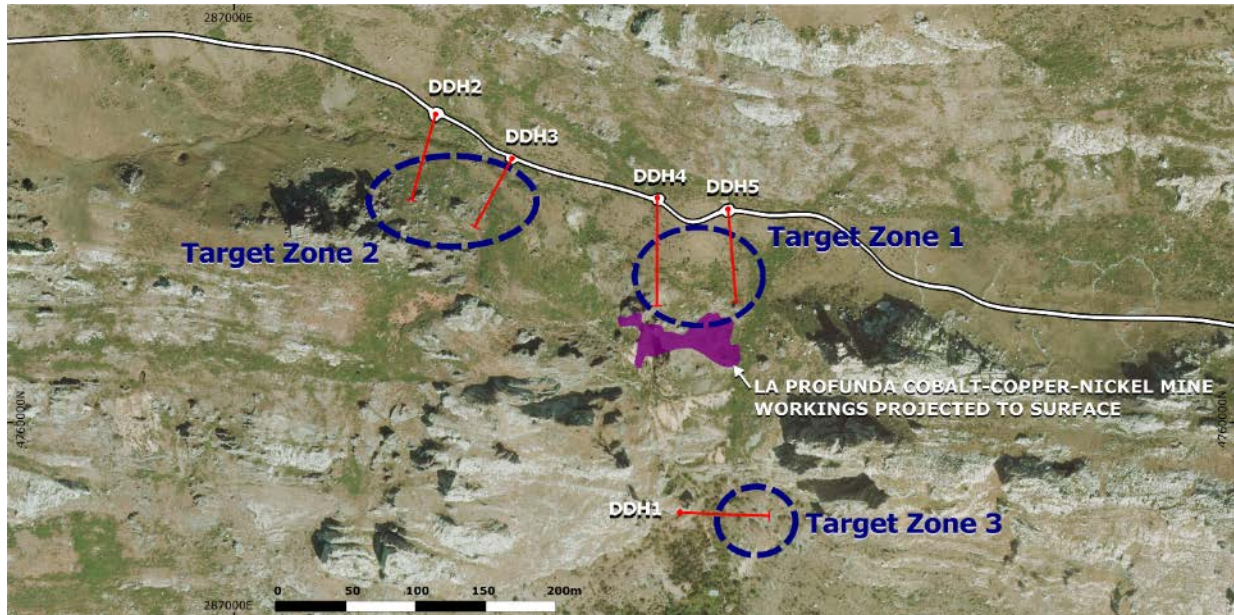 287000E
DDH2
DDH3
DDH4
DDH5
Target Zone 1
Target Zone 2
LA PROFUNDA COBALT-COPPER-NICKEL MINE
WORKINGS PROJECTED TO SURFACE
4760000N
4760000N
DDH1
Target Zone 3
287000E
0 50 100 150 200m